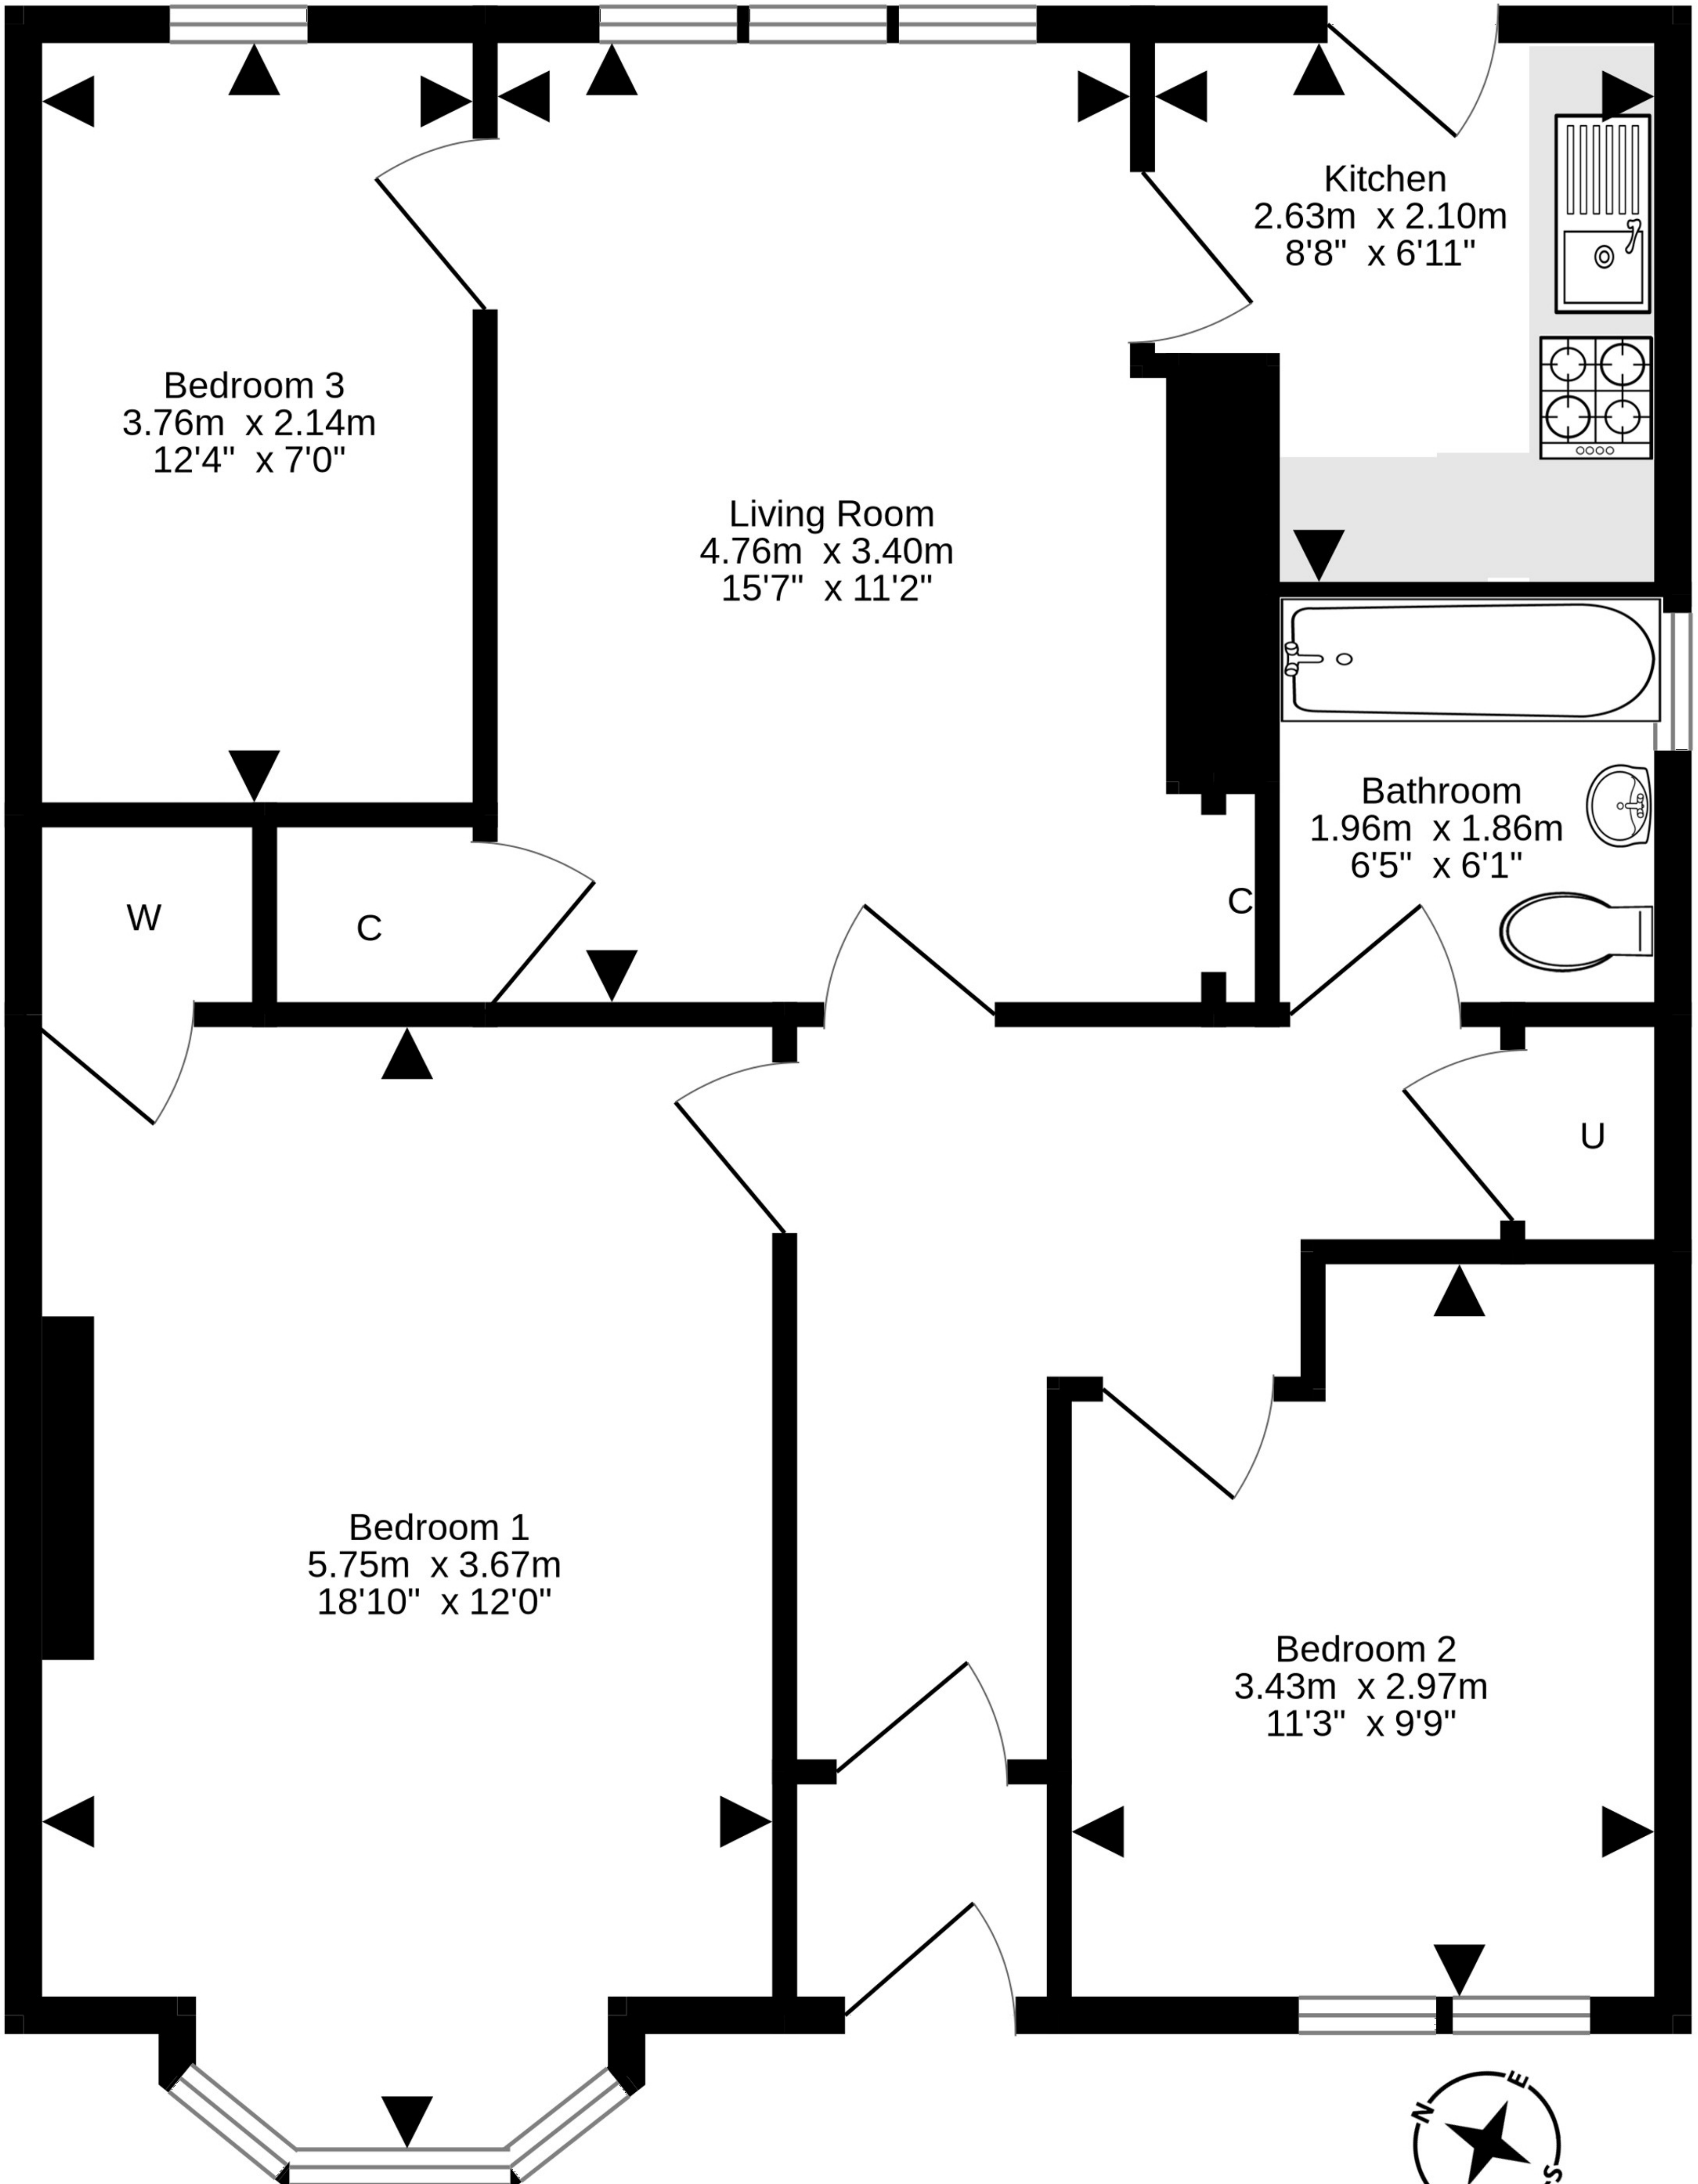 Kitchen
2.63m x 2.10m
8'8" x 6'11"
Bedroom 3
3.76m x 2.14m
12'4" x 7'0"
Living Room
4.76m x 3.40m
15'7" x 11'2"
Bathroom
1.96m x 1.86m
6'5" x 6'1"
W
C
C
U
Bedroom 1
5.75m x 3.67m
18'10" x 12'0"
Bedroom 2
3.43m x 2.97m
11'3" x 9'9"
E
N
S